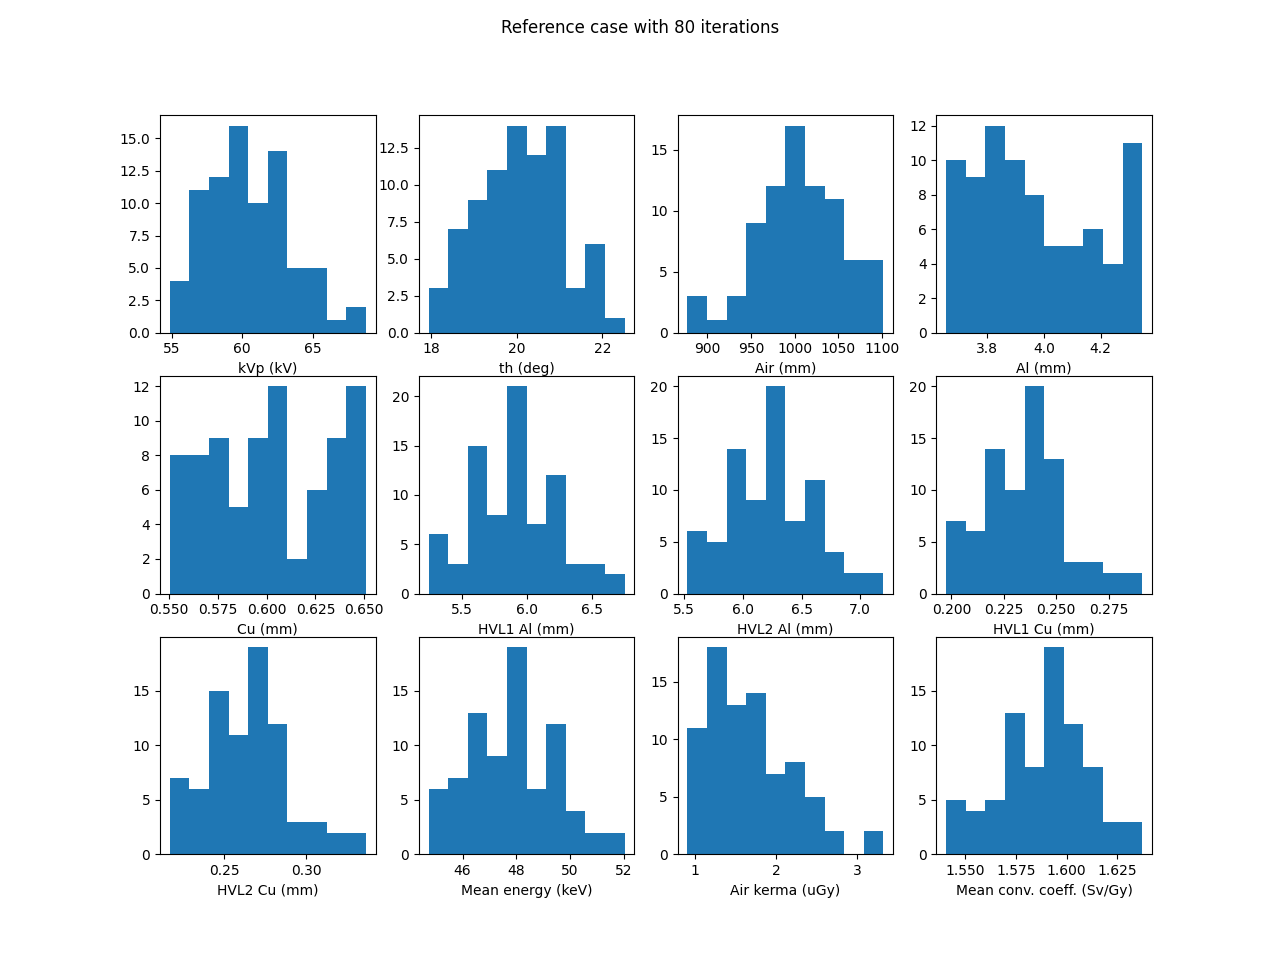 Reference case with 80 iterations
15.0
12.5
10.0
7.5
5.0
2.5
0.0
55 60 65
kVp (kV)
12.5
10.0
7.5
5.0
2.5
0.0
18 20 22
th (deg)
15
10
5
0
900 950 1000 1050 1100
Air (mm)
12
10
8
6
4
2
0
3.8 4.0 4.2
Al (mm)
12
10
8
6
4
2
0
0.550 0.575 0.600 0.625 0.650
Cu (mm)
20
15
10
5
0
5.5 6.0 6.5
HVL1 Al (mm)
20
15
10
5
0
5.5 6.0 6.5 7.0
HVL2 Al (mm)
20
15
10
5
0
0.200 0.225 0.250 0.275
HVL1 Cu (mm)
15
10
5
0
0.25 0.30
HVL2 Cu (mm)
15
10
5
0
46 48 50 52
Mean energy (keV)
15
10
5
0
1 2 3
Air kerma (uGy)
15
10
5
0
1.550 1.575 1.600 1.625
Mean conv. coeff. (Sv/Gy)